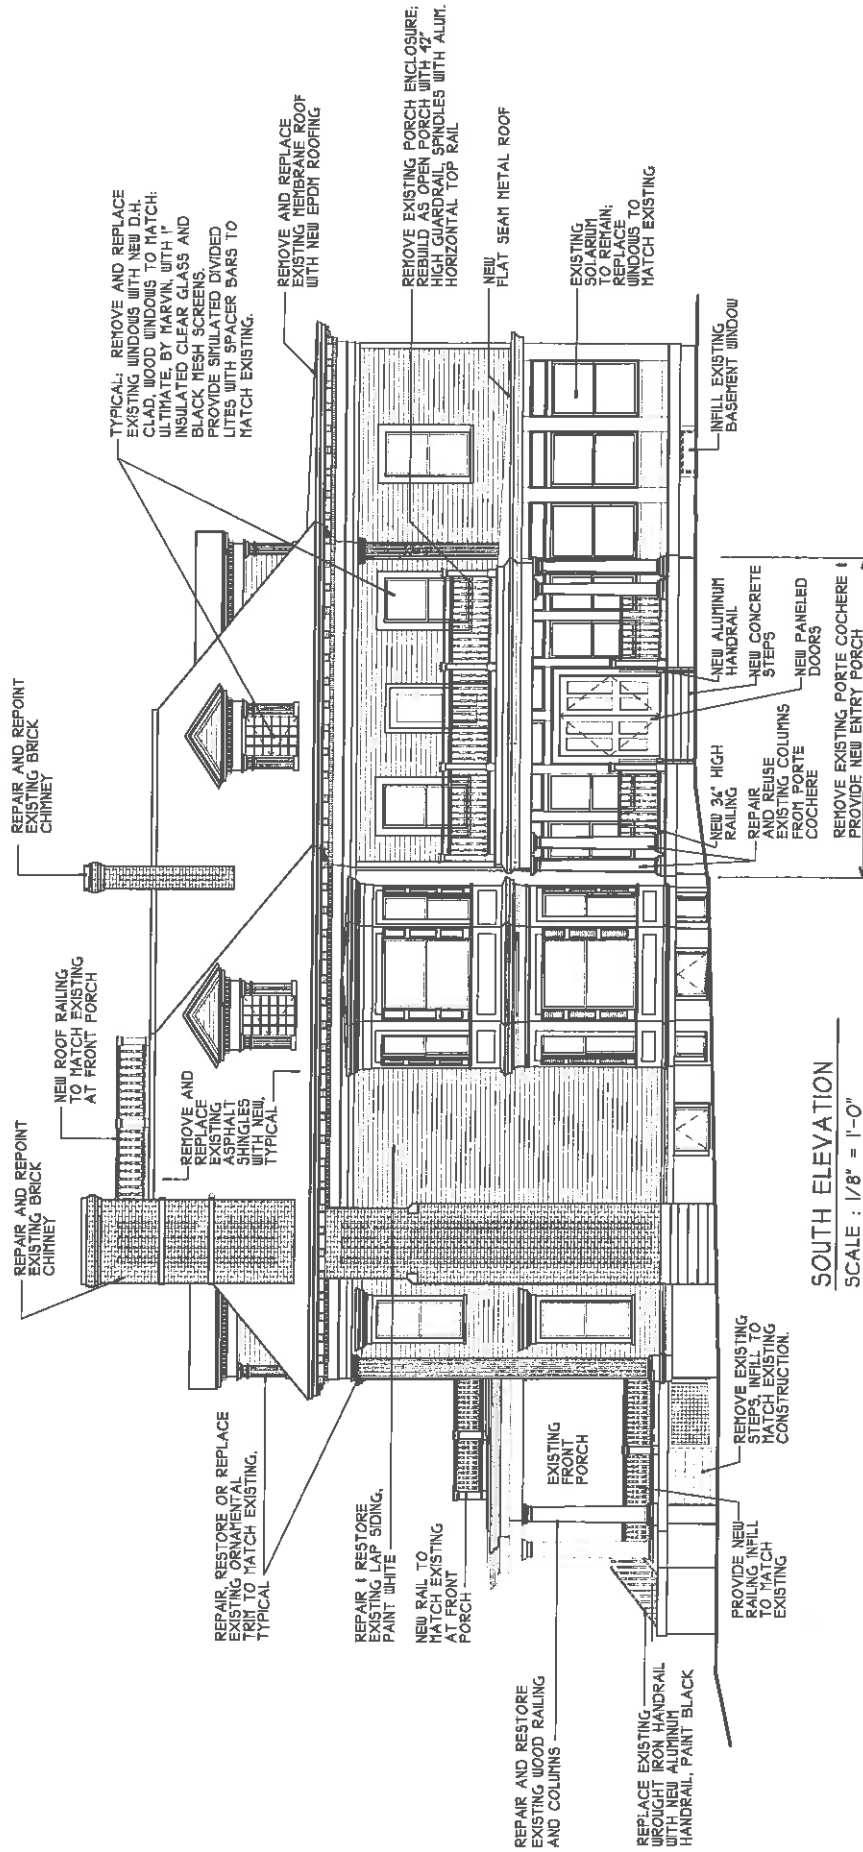 REPAIR AND REPOINT
EXISTING BRICK
CHIMNEY
NEW ROOF RAILING
TO MATCH EXISTING
AT FRONT PORCH
REPAIR AND REPOINT
EXISTING BRICK
CHIMNEY
TYPICAL: REMOVE AND REPLACE
EXISTING WINDOWS WITH NEW D.H.
CLAD, WOOD WINDOWS TO MATCH:
ULTIMATE, BY MARVIN, WITH 1"
INSULATED CLEAR GLASS AND
BLACK MESH SCREENS.
PROVIDE SIMULATED DIVIDED
LITES WITH SPACER BARS TO
MATCH EXISTING.
REMOVE AND
REPLACE
EXISTING
ASPHALT
SHINGLES
WITH NEW,
TYPICAL
REMOVE AND REPLACE
EXISTING MEMBRANE ROOF
WITH NEW EPDM ROOFING
REPAIR, RESTORE OR REPLACE
EXISTING ORNAMENTAL
TRIM TO MATCH EXISTING.
TYPICAL
REPAIR & RESTORE
EXISTING LAP SIDING,
PAINT WHITE
NEW RAIL TO
MATCH EXISTING
AT FRONT
PORCH
REMOVE EXISTING PORCH ENCLOSURE;
REBUILD AS OPEN PORCH WITH 42"
HIGH GUARDRAIL, SPINDLES WITH ALUM.
HORIZONTAL TOP RAIL
NEW
FLAT SEAM METAL ROOF
REPAIR AND RESTORE
EXISTING WOOD RAILING
AND COLUMNS
EXISTING
FRONT
PORCH
EXISTING
SOLARIUM
TO REMAIN;
REPLACE
WINDOWS TO
MATCH EXISTING
REPLACE EXISTING
WROUGHT IRON HANDRAIL
WITH NEW ALUMINUM
HANDRAIL, PAINT BLACK
PROVIDE NEW
RAILING INFILL
TO MATCH
EXISTING
REMOVE EXISTING
STEPS, INFILL TO
MATCH EXISTING
CONSTRUCTION.
NEW 36" HIGH
RAILING
REPAIR
AND REUSE
EXISTING COLUMNS
FROM PORTE
COCHERE
NEW ALUMINUM
HANDRAIL
NEW CONCRETE
STEPS
NEW PANELED
DOORS
INFILL EXISTING
BASEMENT WINDOW
REMOVE EXISTING PORTE COCHERE &
PROVIDE NEW ENTRY PORCH
SOUTH ELEVATION
SCALE : 1/8" = 1'-0"